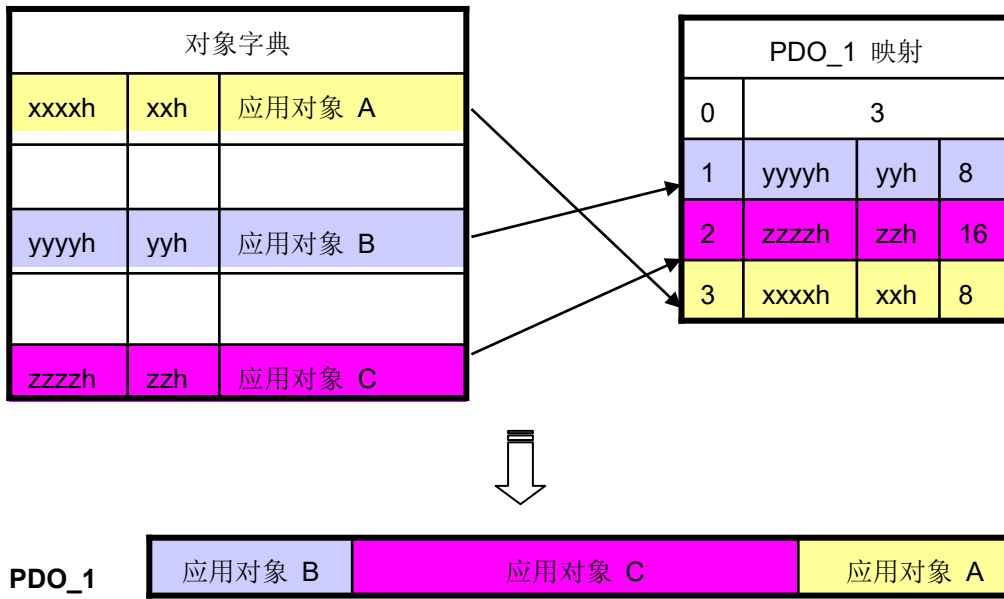 对象字典
xxxxh xxh 应用对象 A
yyyyh yyh 应用对象 B
zzzzh zzh 应用对象 C
PDO_1 映射
0 3
1 yyyyh yyh 8
2 zzzzh zzh 16
3 xxxxh xxh 8
PDO_1 应用对象 B 应用对象 C 应用对象 A